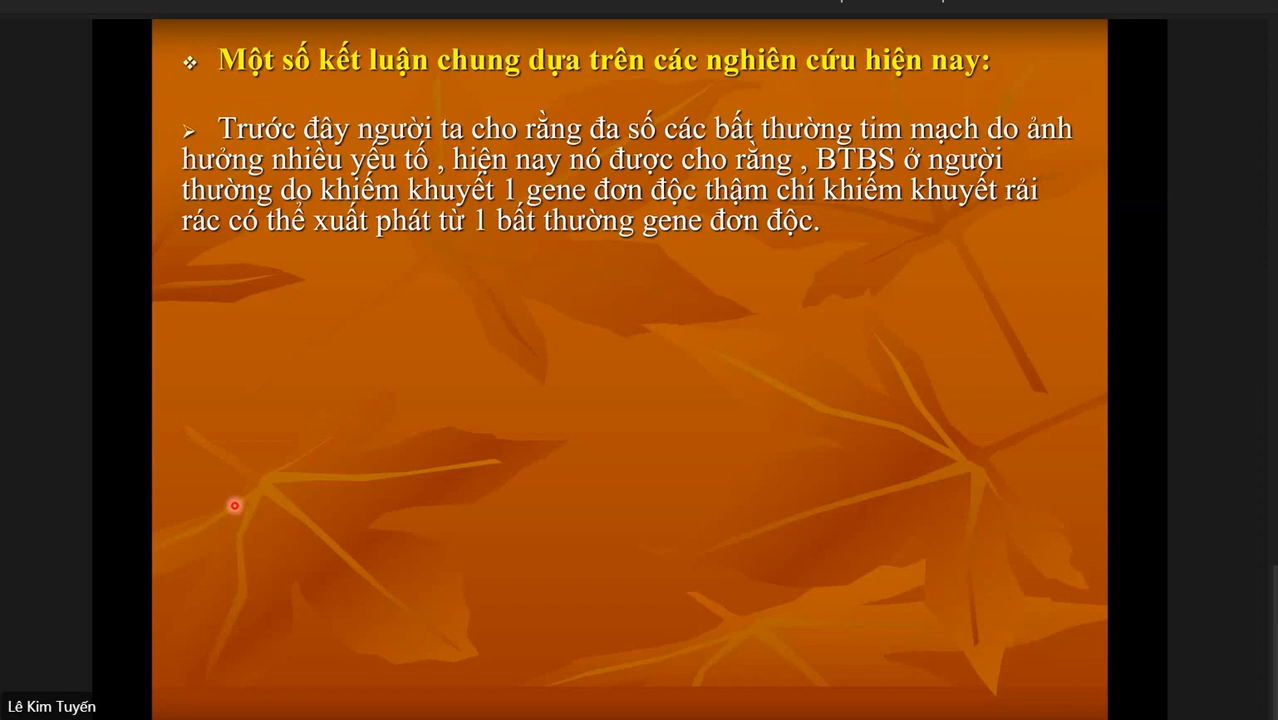 Một số kết luận chung dựa trên các nghiên cứu hiện nay:
Trước đây người ta cho rằng đa số các bất thường tim mạch do ảnh
hưởng nhiều yếu tố , hiện nay nó được cho rằng , BTBS ở người
thường do khiếm khuyết 1 gene đơn độc thậm chí khiếm khuyết rải
rác có thể xuất phát từ 1 bất thường gene đơn độc.
Lê Kim Tuyến